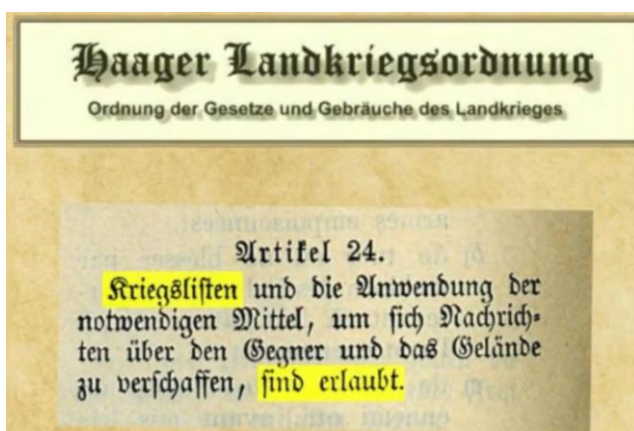 Haager Landkriegsordnung
Ordnung der Gesetze und Gebräuche des Landkrieges
Artikel 24.
Kriegslisten und die Anwendung der
notwendigen Mittel, um sich Nachrich-
ten über den Gegner und das Gelände
zu verschaffen, sind erlaubt.